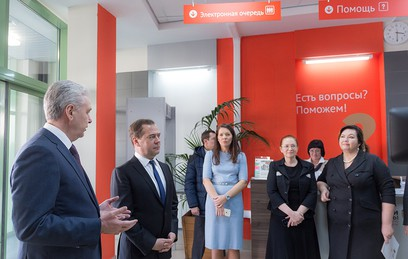 Электронная очередь
Помощь ?
Есть вопросы?
Поможем!